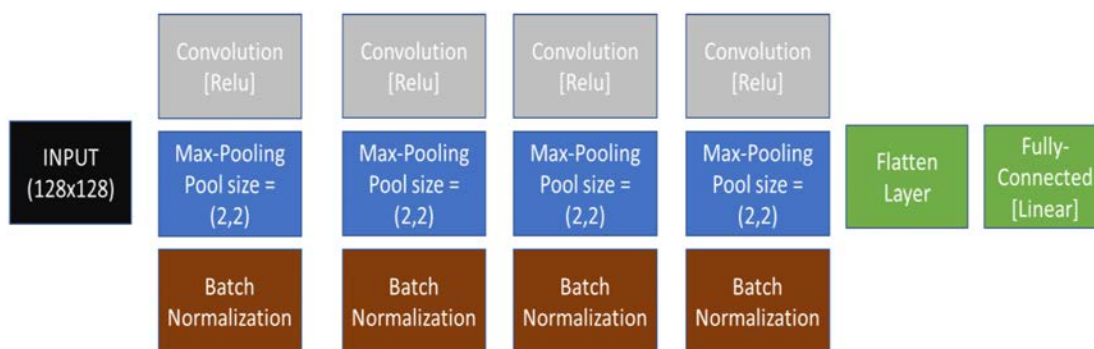 INPUT
(128x128)
Convolution
[Relu]
Max-Pooling
Pool size =
(2,2)
Batch
Normalization
Convolution
[Relu]
Max-Pooling
Pool size =
(2,2)
Batch
Normalization
Convolution
[Relu]
Max-Pooling
Pool size =
(2,2)
Batch
Normalization
Convolution
[Relu]
Max-Pooling
Pool size =
(2,2)
Batch
Normalization
Flatten
Layer
Fully-
Connected
[Linear]